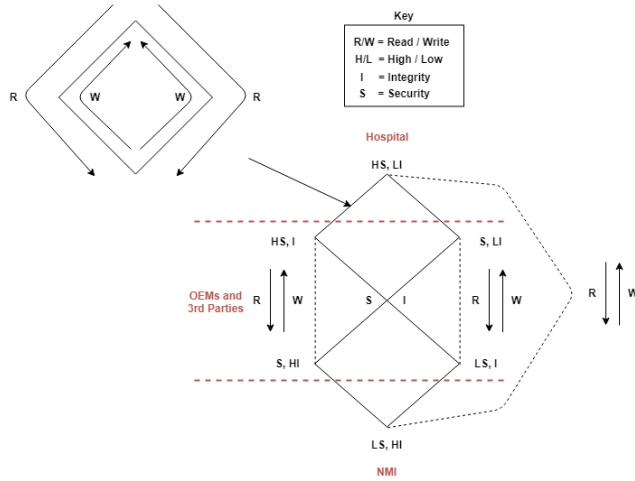 Key
R/W = Read / Write
H/L = High / Low
I = Integrity
S = Security
R
W
W
R
Hospital
HS, LI
HS, I
S, LI
OEMs and
3rd Parties
R
W
S
I
R
W
R
W
S, HI
LS, I
LS, HI
NMI